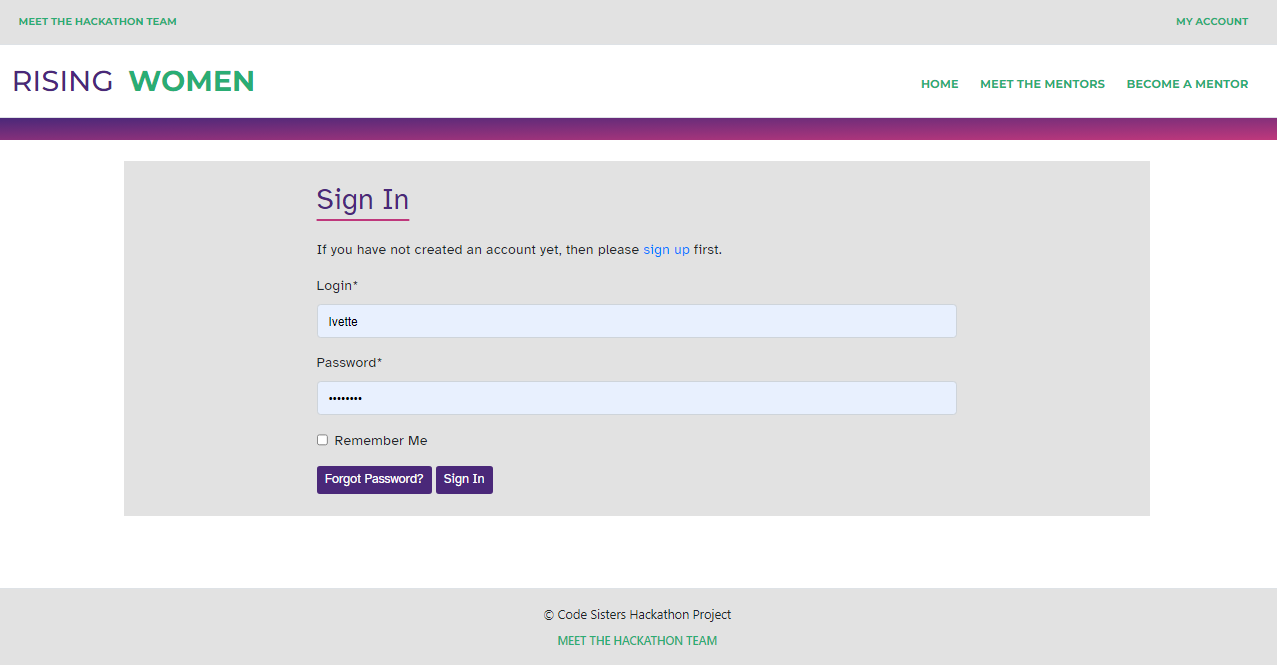 MEET THE HACKATHON TEAM
MY ACCOUNT
RISING WOMEN
HOME MEET THE MENTORS BECOME A MENTOR
Sign In
If you have not created an account yet, then please sign up first.
Login*
Ivette
Password*
••••••••
Remember Me
Forgot Password? Sign In
© Code Sisters Hackathon Project
MEET THE HACKATHON TEAM